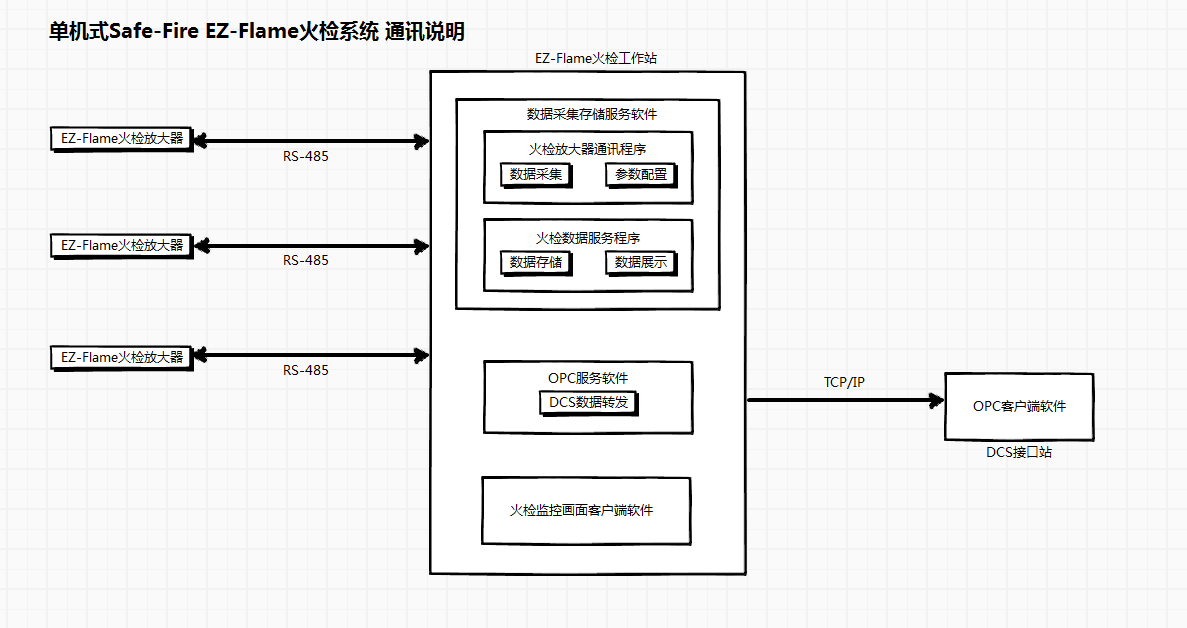 单机式Safe-Fire EZ-Flame火检系统 通讯说明
EZ-Flame火检工作站
数据采集存储服务软件
EZ-Flame火检放大器
RS-485
火检放大器通讯程序
数据采集
参数配置
EZ-Flame火检放大器
RS-485
火检数据服务程序
数据存储
数据展示
EZ-Flame火检放大器
RS-485
OPC服务软件
DCS数据转发
TCP/IP
OPC客户端软件
DCS接口站
火检监控画面客户端软件